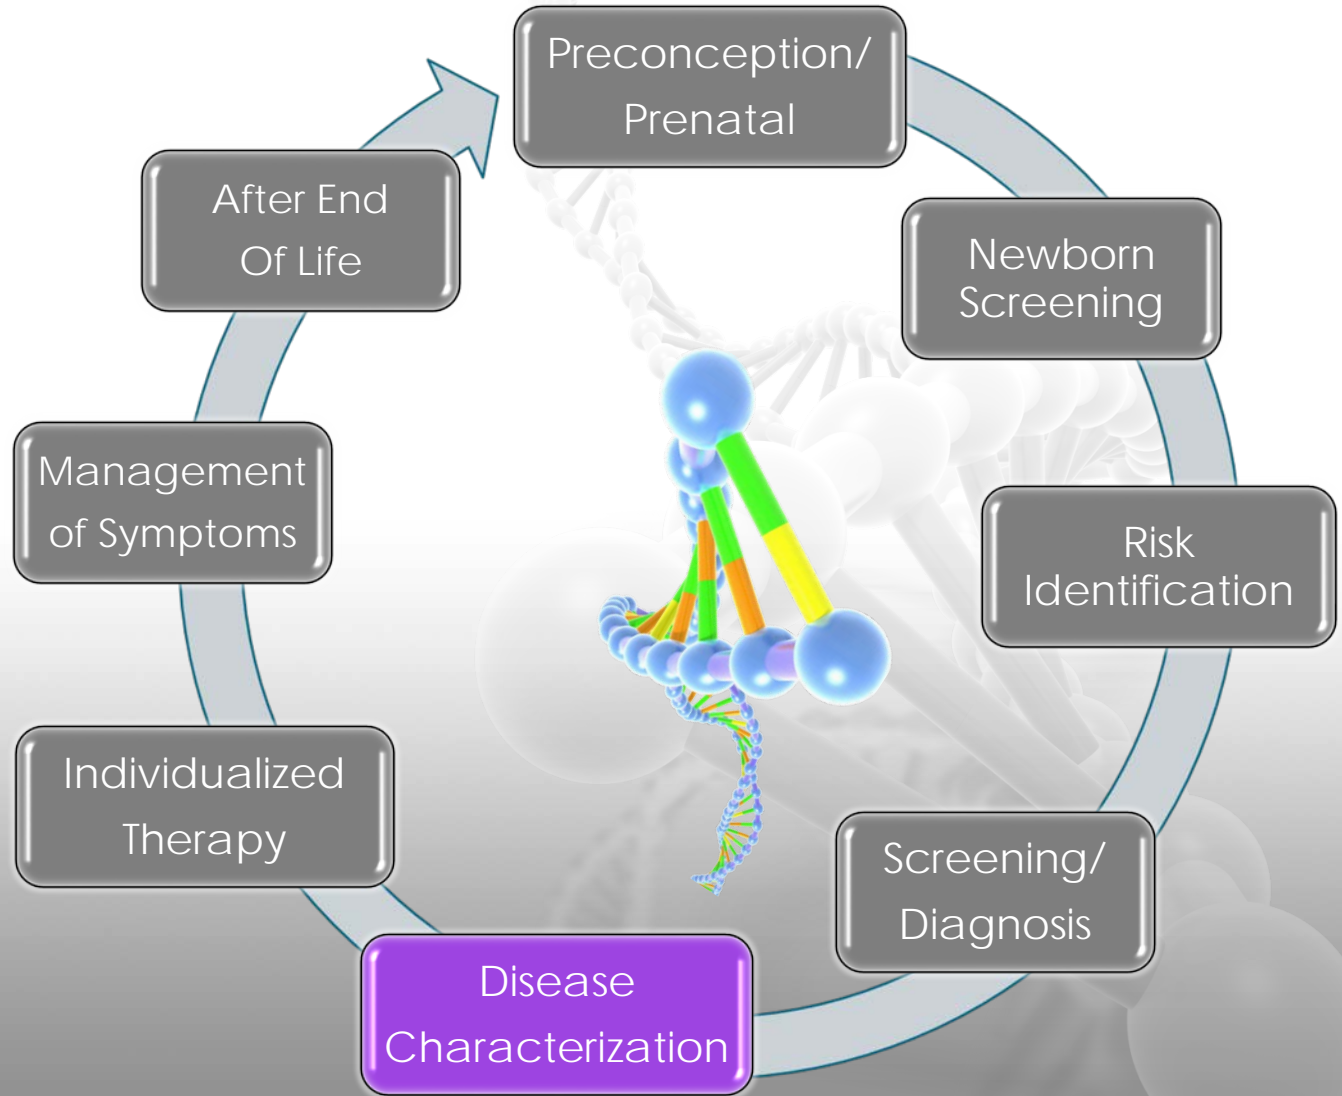 Preconception/
Prenatal
Newborn
Screening
Risk
Identification
Screening/
Diagnosis
Disease
Characterization
Individualized
Therapy
Management
of Symptoms
After End
Of Life